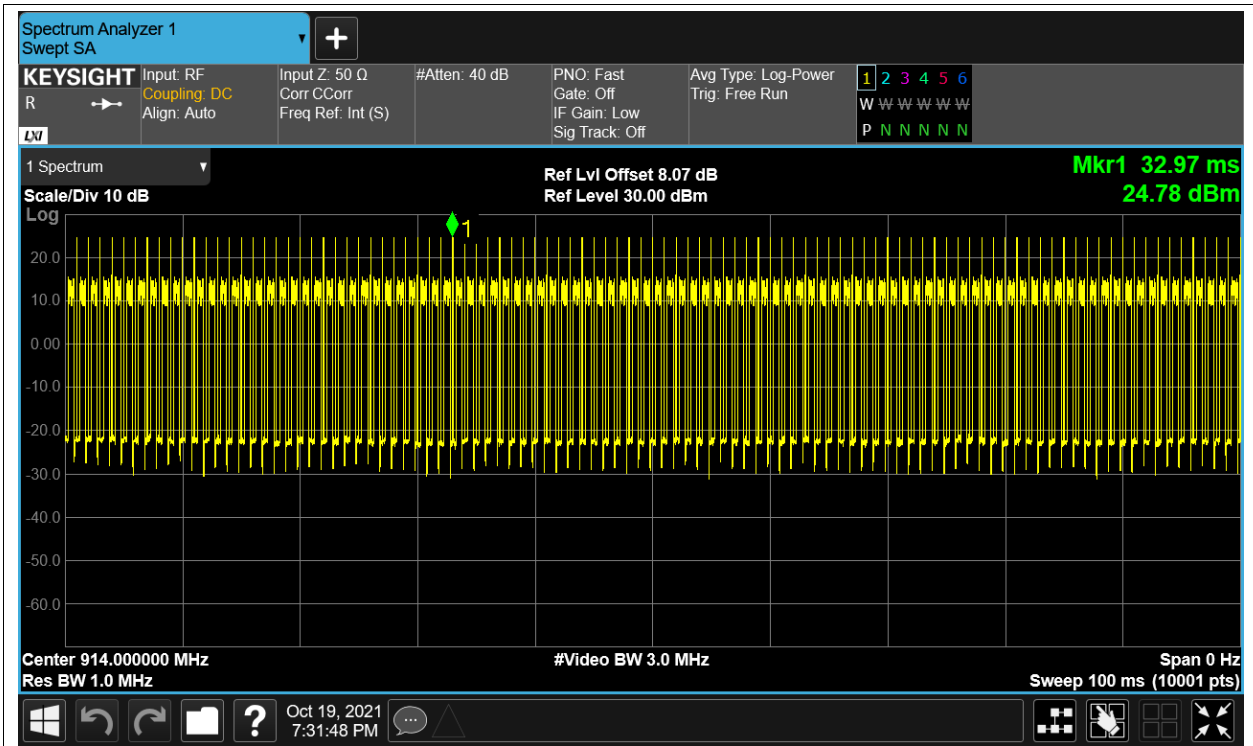 Spectrum Analyzer 1
Swept SA
KEYSIGHT
R
LXI
Input: RF
Coupling: DC
Align: Auto
Input Z: 50 Ω
Corr CCorr
Freq Ref: Int (S)
#Atten: 40 dB
PNO: Fast
Gate: Off
IF Gain: Low
Sig Track: Off
Avg Type: Log-Power
Trig: Free Run
1 2 3 4 5 6
W W W W W W
P N N N N N
1 Spectrum
Scale/Div 10 dB
Log
Ref Lvl Offset 8.07 dB
Ref Level 30.00 dBm
Mkr1 32.97 ms
24.78 dBm
1
20.0
10.0
0.00
-10.0
-20.0
-30.0
-40.0
-50.0
-60.0
Center 914.000000 MHz
Res BW 1.0 MHz
#Video BW 3.0 MHz
Span 0 Hz
Sweep 100 ms (10001 pts)
?
Oct 19, 2021
7:31:48 PM